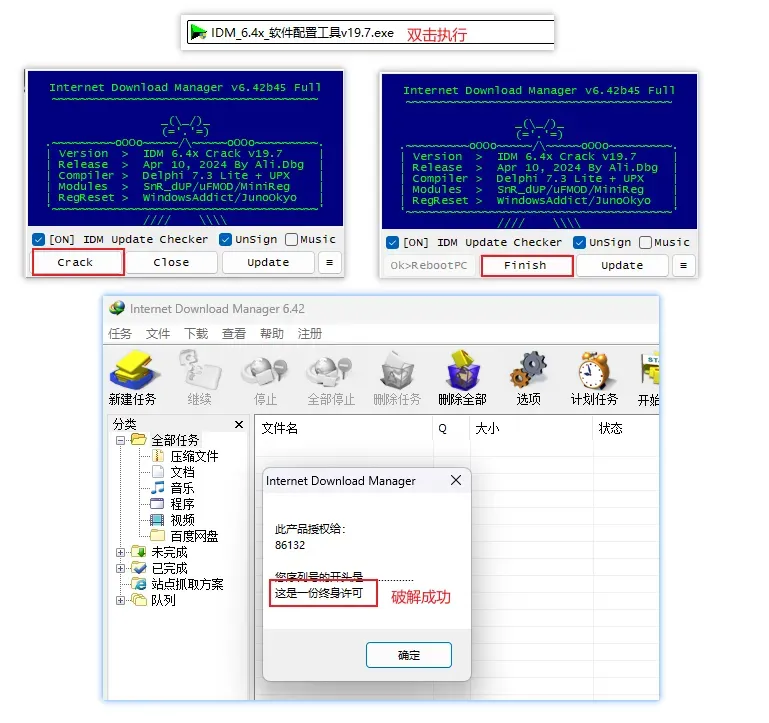 IDM_6.4x_软件配置工具v19.7.exe 双击执行
Internet Download Manager v6.42b45 Full
~~~~~~~~~~~~~~~~~~~~~~~~~~~~~~~~~~~~~~~
_(\_/)_
(='.'=)
.~~~~~~~~~~oOOo~~~~~/\~~~~~oOOo~~~~~~~~~~.
| Version > IDM 6.4x Crack v19.7 |
| Release > Apr 10, 2024 By Ali.Dbg |
| Compiler > Delphi 7.3 Lite + UPX |
| Modules > SnR_dUP/uFMOD/MiniReg |
| RegReset > WindowsAddict/JunoOkyo |
//// \\\\
[ON] IDM Update Checker UnSign Music
Crack Close Update ≡
Internet Download Manager v6.42b45 Full
~~~~~~~~~~~~~~~~~~~~~~~~~~~~~~~~~~~~~~~
_(\_/)_
(='.'=)
.~~~~~~~~~~oOOo~~~~~/\~~~~~oOOo~~~~~~~~~~.
| Version > IDM 6.4x Crack v19.7 |
| Release > Apr 10, 2024 By Ali.Dbg |
| Compiler > Delphi 7.3 Lite + UPX |
| Modules > SnR_dUP/uFMOD/MiniReg |
| RegReset > WindowsAddict/JunoOkyo |
//// \\\\
[ON] IDM Update Checker UnSign Music
Ok>RebootPC Finish Update ≡
Internet Download Manager 6.42
任务 文件 下载 查看 帮助 注册
新建任务 继续 停止 全部停止 删除任务 删除全部 选项 计划任务 开始
分类 ×
全部任务
压缩文件
文档
音乐
程序
视频
百度网盘
未完成
已完成
站点抓取方案
队列
文件名 Q 大小 状态
Internet Download Manager
此产品授权给:
86132
您序列号的开头是.............
这是一份终身许可 破解成功
确定